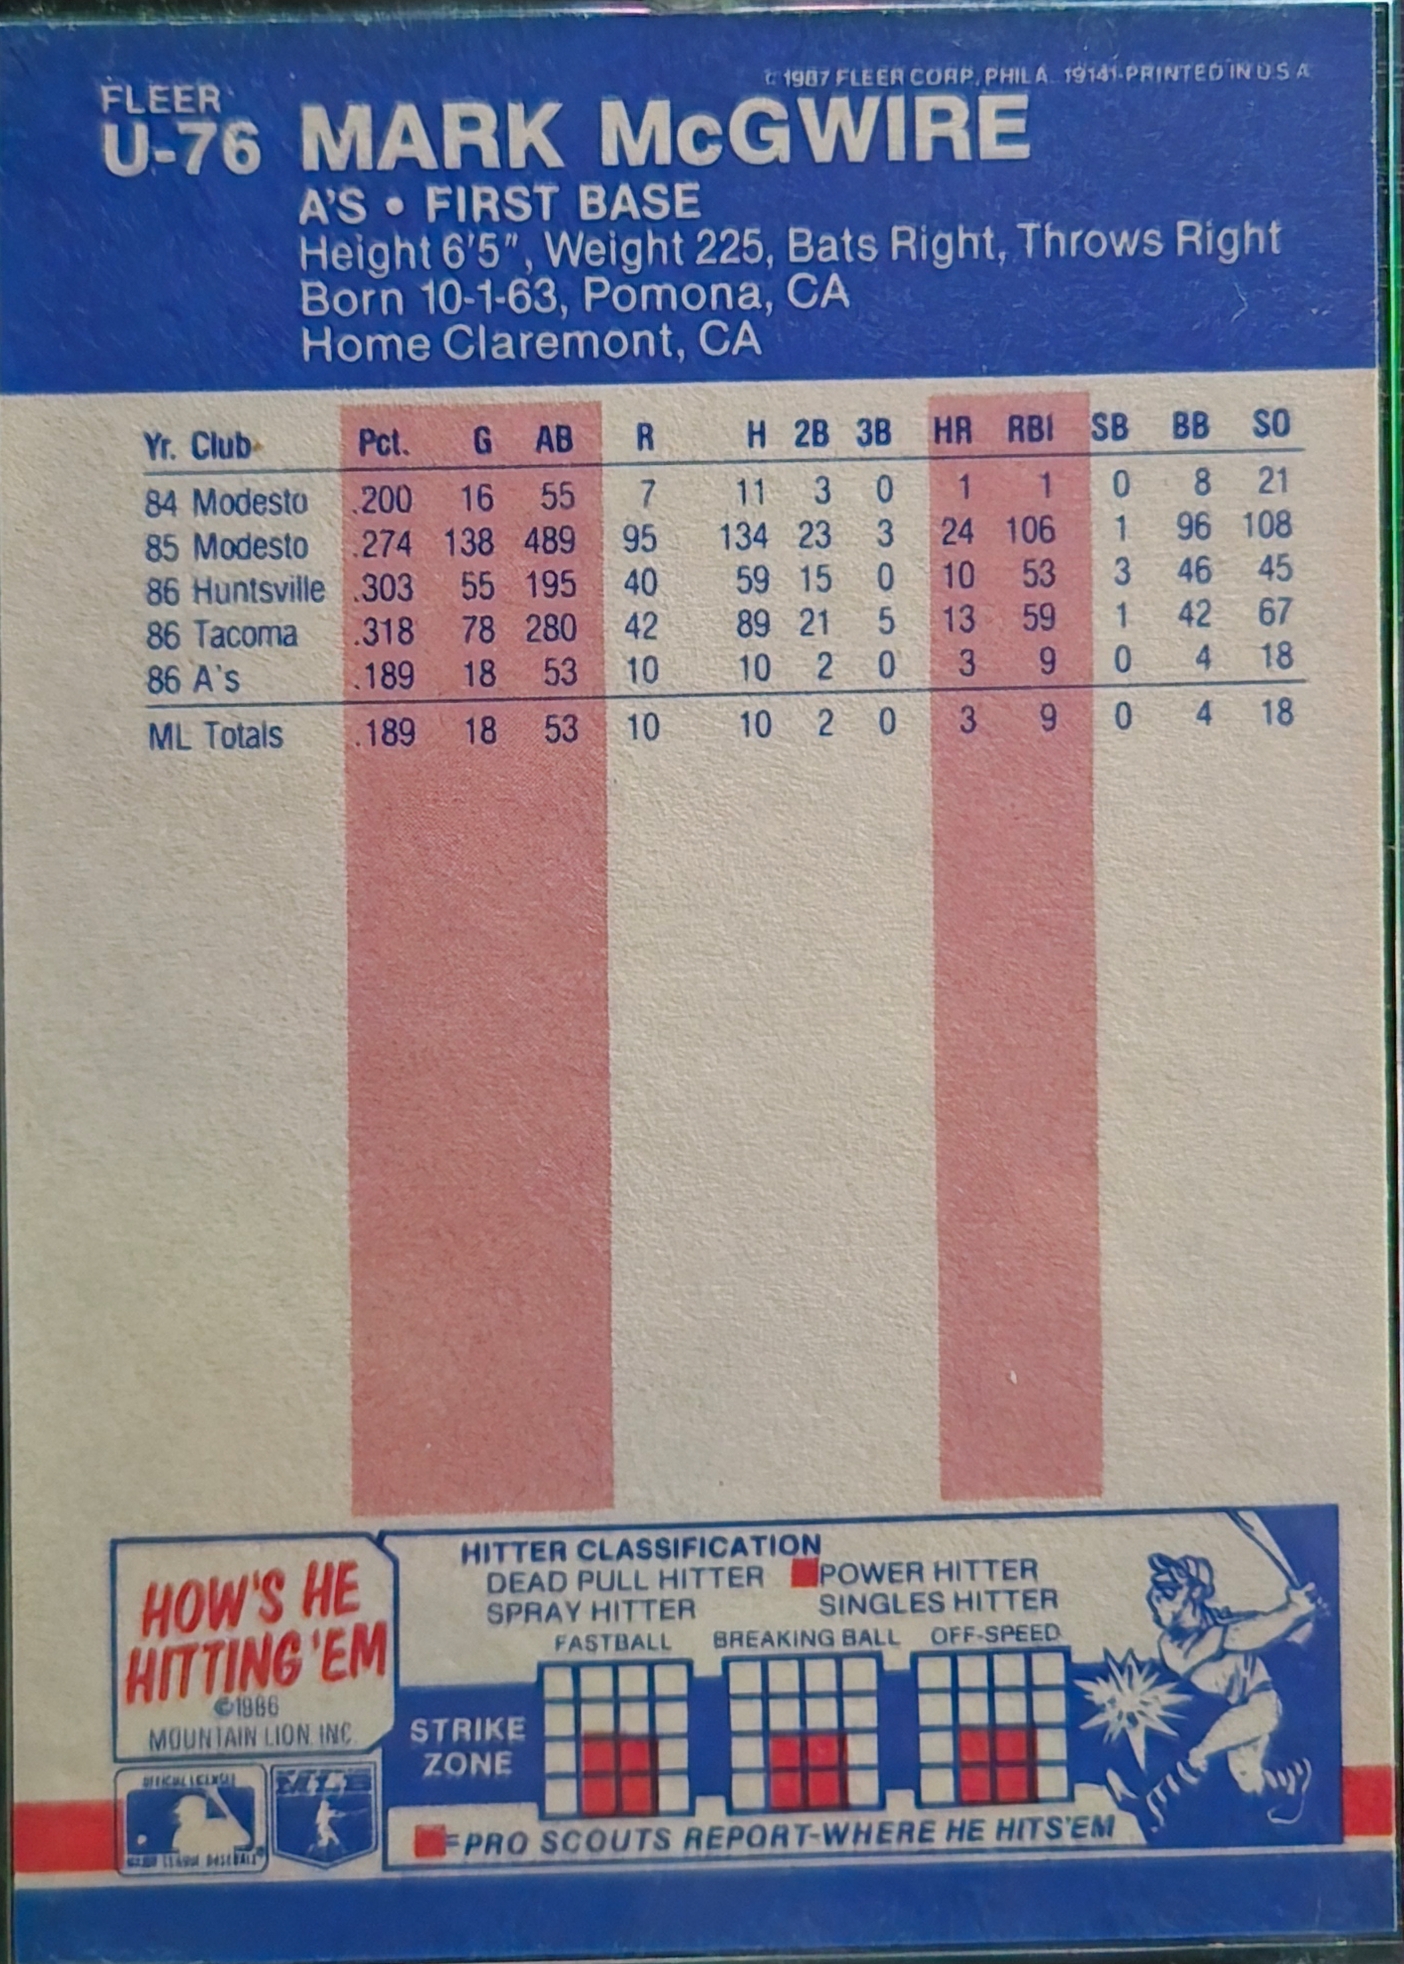 © 1987 FLEER CORP., PHILA. 19141-PRINTED IN U.S.A.
FLEER
U-76 MARK McGWIRE
A'S • FIRST BASE
Height 6'5", Weight 225, Bats Right, Throws Right
Born 10-1-63, Pomona, CA
Home Claremont, CA
Yr. Club Pct. G AB R H 2B 3B HR RBI SB BB SO
84 Modesto .200 16 55 7 11 3 0 1 1 0 8 21
85 Modesto .274 138 489 95 134 23 3 24 106 1 96 108
86 Huntsville .303 55 195 40 59 15 0 10 53 3 46 45
86 Tacoma .318 78 280 42 89 21 5 13 59 1 42 67
86 A's .189 18 53 10 10 2 0 3 9 0 4 18
ML Totals .189 18 53 10 10 2 0 3 9 0 4 18
HOW'S HE
HITTING 'EM
©1986
MOUNTAIN LION INC.
HITTER CLASSIFICATION
DEAD PULL HITTER POWER HITTER
SPRAY HITTER SINGLES HITTER
FASTBALL BREAKING BALL OFF-SPEED
STRIKE
ZONE
=PRO SCOUTS REPORT-WHERE HE HITS 'EM
OFFICIAL LICENSEE
MAJOR LEAGUE BASEBALL